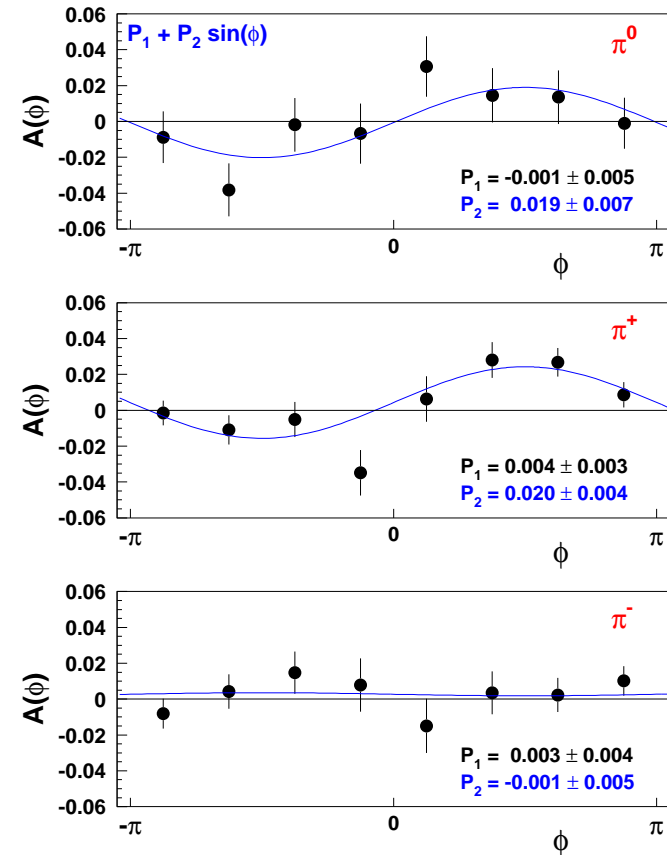 P₁ + P₂ sin(ϕ)
π⁰
A(ϕ)
0.06
0.04
0.02
0
-0.02
-0.04
-0.06
P₁ = -0.001 ± 0.005
P₂ = 0.019 ± 0.007
-π 0 π
ϕ
π⁺
A(ϕ)
0.06
0.04
0.02
0
-0.02
-0.04
-0.06
P₁ = 0.004 ± 0.003
P₂ = 0.020 ± 0.004
-π 0 π
ϕ
π⁻
A(ϕ)
0.06
0.04
0.02
0
-0.02
-0.04
-0.06
P₁ = 0.003 ± 0.004
P₂ = -0.001 ± 0.005
-π 0 π
ϕ